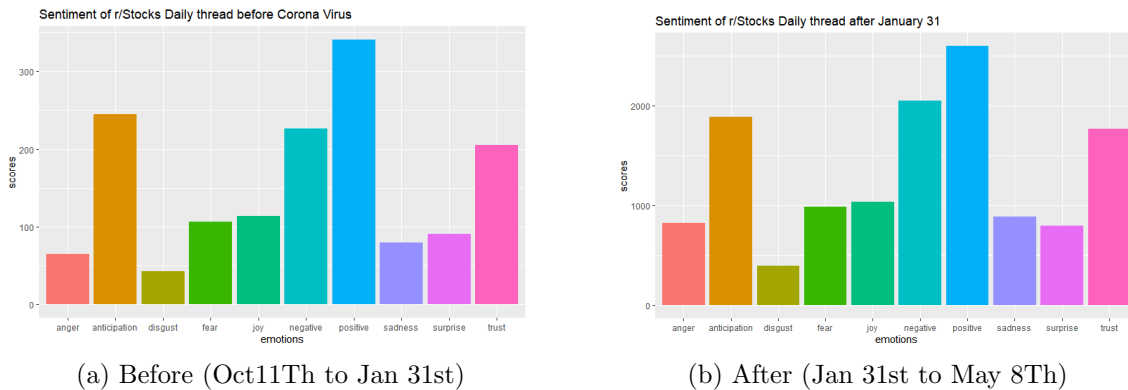 Sentiment of r/Stocks Daily thread before Corona Virus
scores
300
200
100
0
anger anticipation disgust fear joy negative positive sadness surprise trust
emotions
(a) Before (Oct11Th to Jan 31st)
Sentiment of r/Stocks Daily thread after January 31
scores
2000
1000
0
anger anticipation disgust fear joy negative positive sadness surprise trust
emotions
(b) After (Jan 31st to May 8Th)